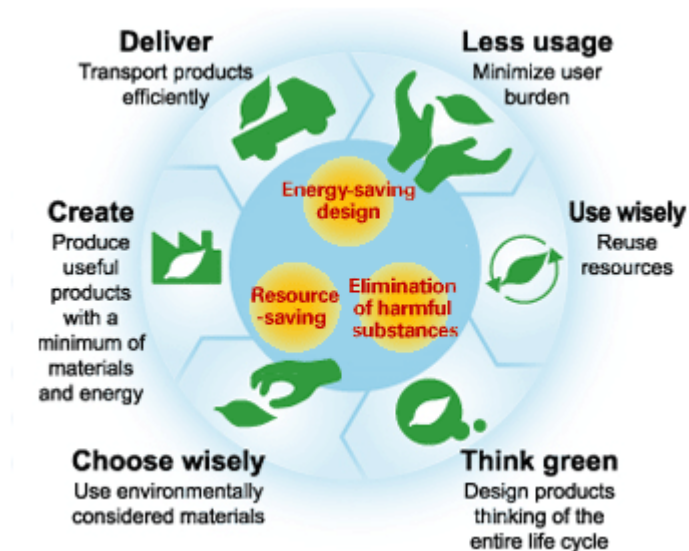 Deliver
Transport products
efficiently
Less usage
Minimize user
burden
Energy-saving
design
Create
Produce
useful
products
with a
minimum of
materials
and energy
Use wisely
Reuse
resources
Resource
-saving
Elimination
of harmful
substances
Choose wisely
Use environmentally
considered materials
Think green
Design products
thinking of the
entire life cycle